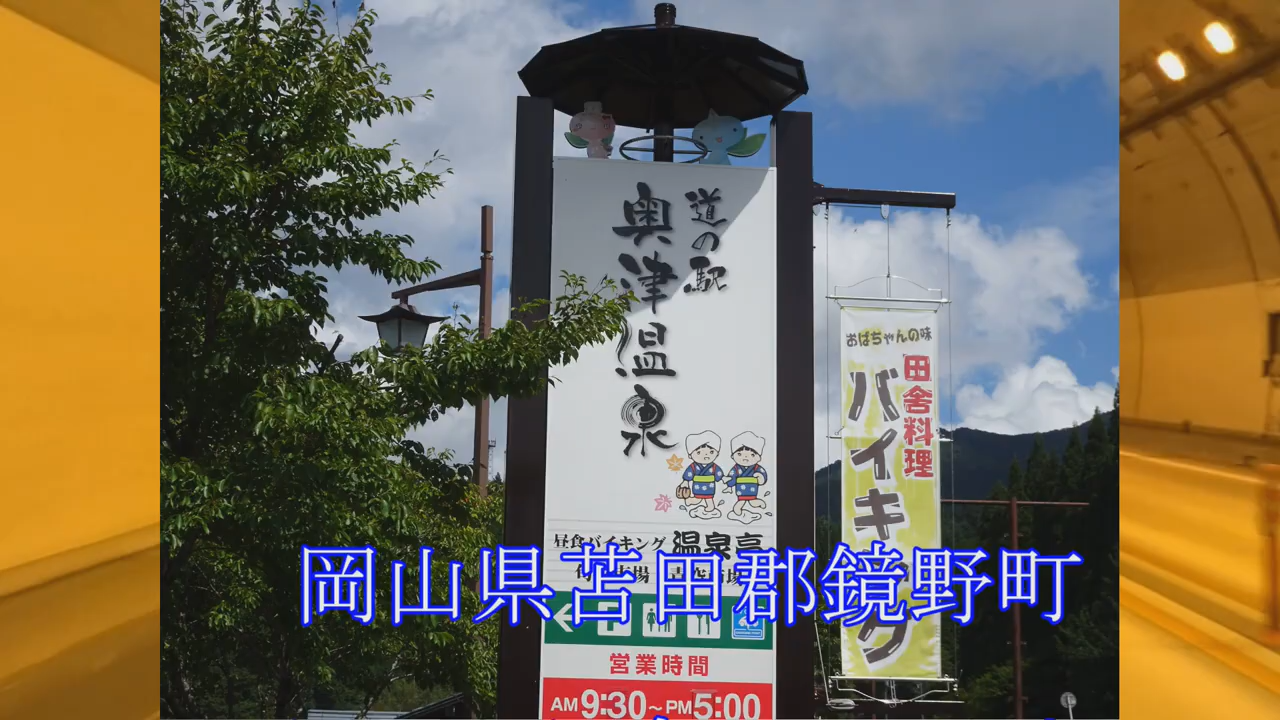 道の駅
奥津温泉
昼食バイキング 温泉亭
営業時間
AM9:30~PM5:00
おばちゃんの味
田舎料理
バイキング
岡山県苫田郡鏡野町